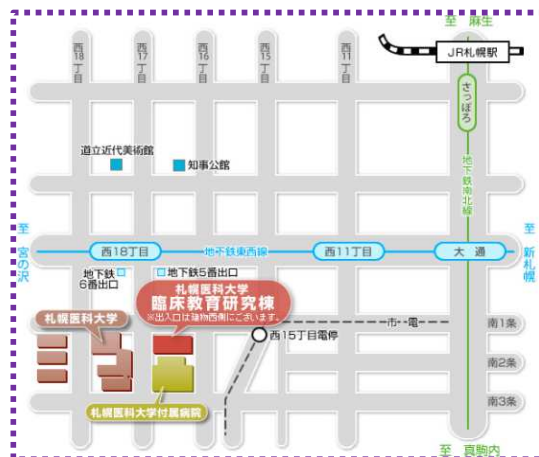 至 麻生
JR札幌駅
西18丁目
西17丁目
西16丁目
西15丁目
西11丁目
さっぽろ
地下鉄南北線
道立近代美術館
知事公館
至 宮の沢
西18丁目
地下鉄東西線
西11丁目
大通
至 新札幌
地下鉄
6番出口
地下鉄5番出口
札幌医科大学
臨床教育研究棟
※出入口は建物西側にございます。
札幌医科大学
市電
南1条
西15丁目電停
南2条
札幌医科大学付属病院
南3条
至 真駒内